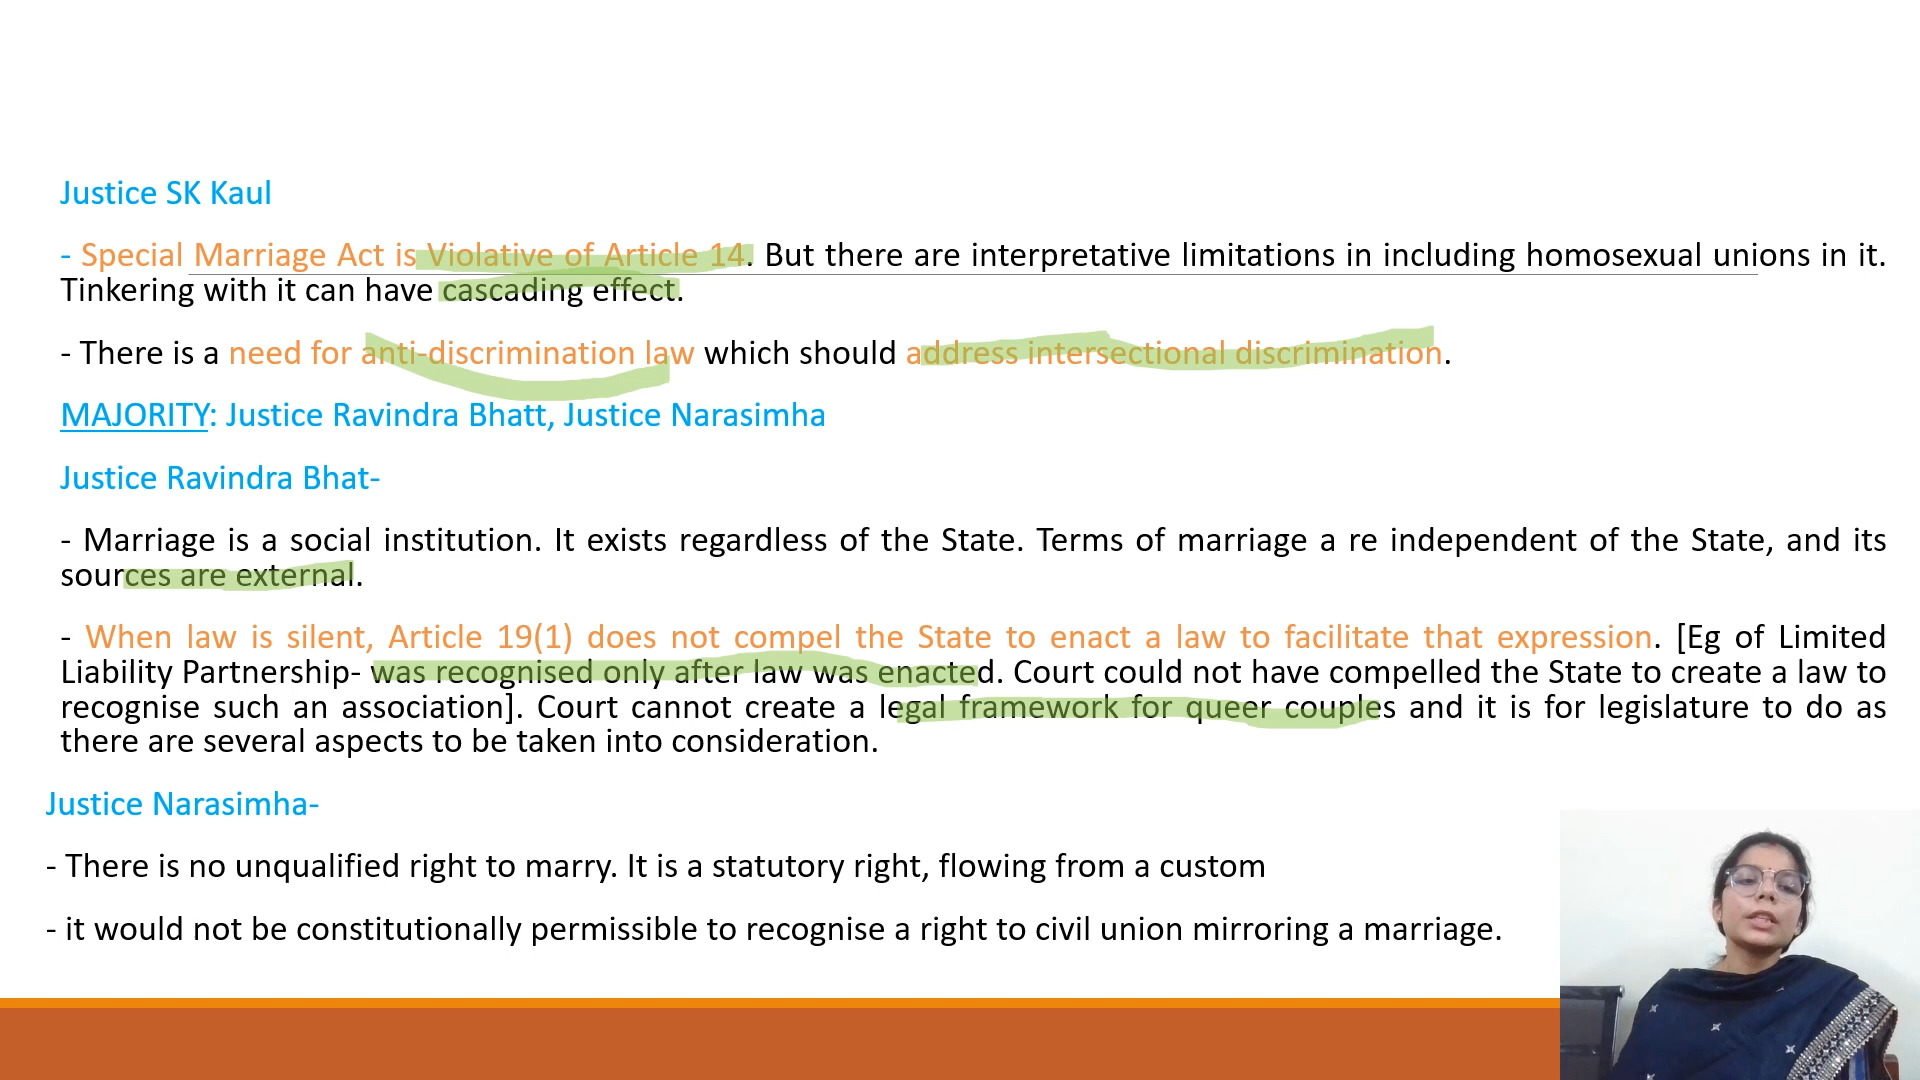 Justice SK Kaul
- Special Marriage Act is Violative of Article 14. But there are interpretative limitations in including homosexual unions in it.
Tinkering with it can have cascading effect.
- There is a need for anti-discrimination law which should address intersectional discrimination.
MAJORITY: Justice Ravindra Bhatt, Justice Narasimha
Justice Ravindra Bhat-
- Marriage is a social institution. It exists regardless of the State. Terms of marriage a re independent of the State, and its
sources are external.
- When law is silent, Article 19(1) does not compel the State to enact a law to facilitate that expression. [Eg of Limited
Liability Partnership- was recognised only after law was enacted. Court could not have compelled the State to create a law to
recognise such an association]. Court cannot create a legal framework for queer couples and it is for legislature to do as
there are several aspects to be taken into consideration.
Justice Narasimha-
- There is no unqualified right to marry. It is a statutory right, flowing from a custom
- it would not be constitutionally permissible to recognise a right to civil union mirroring a marriage.